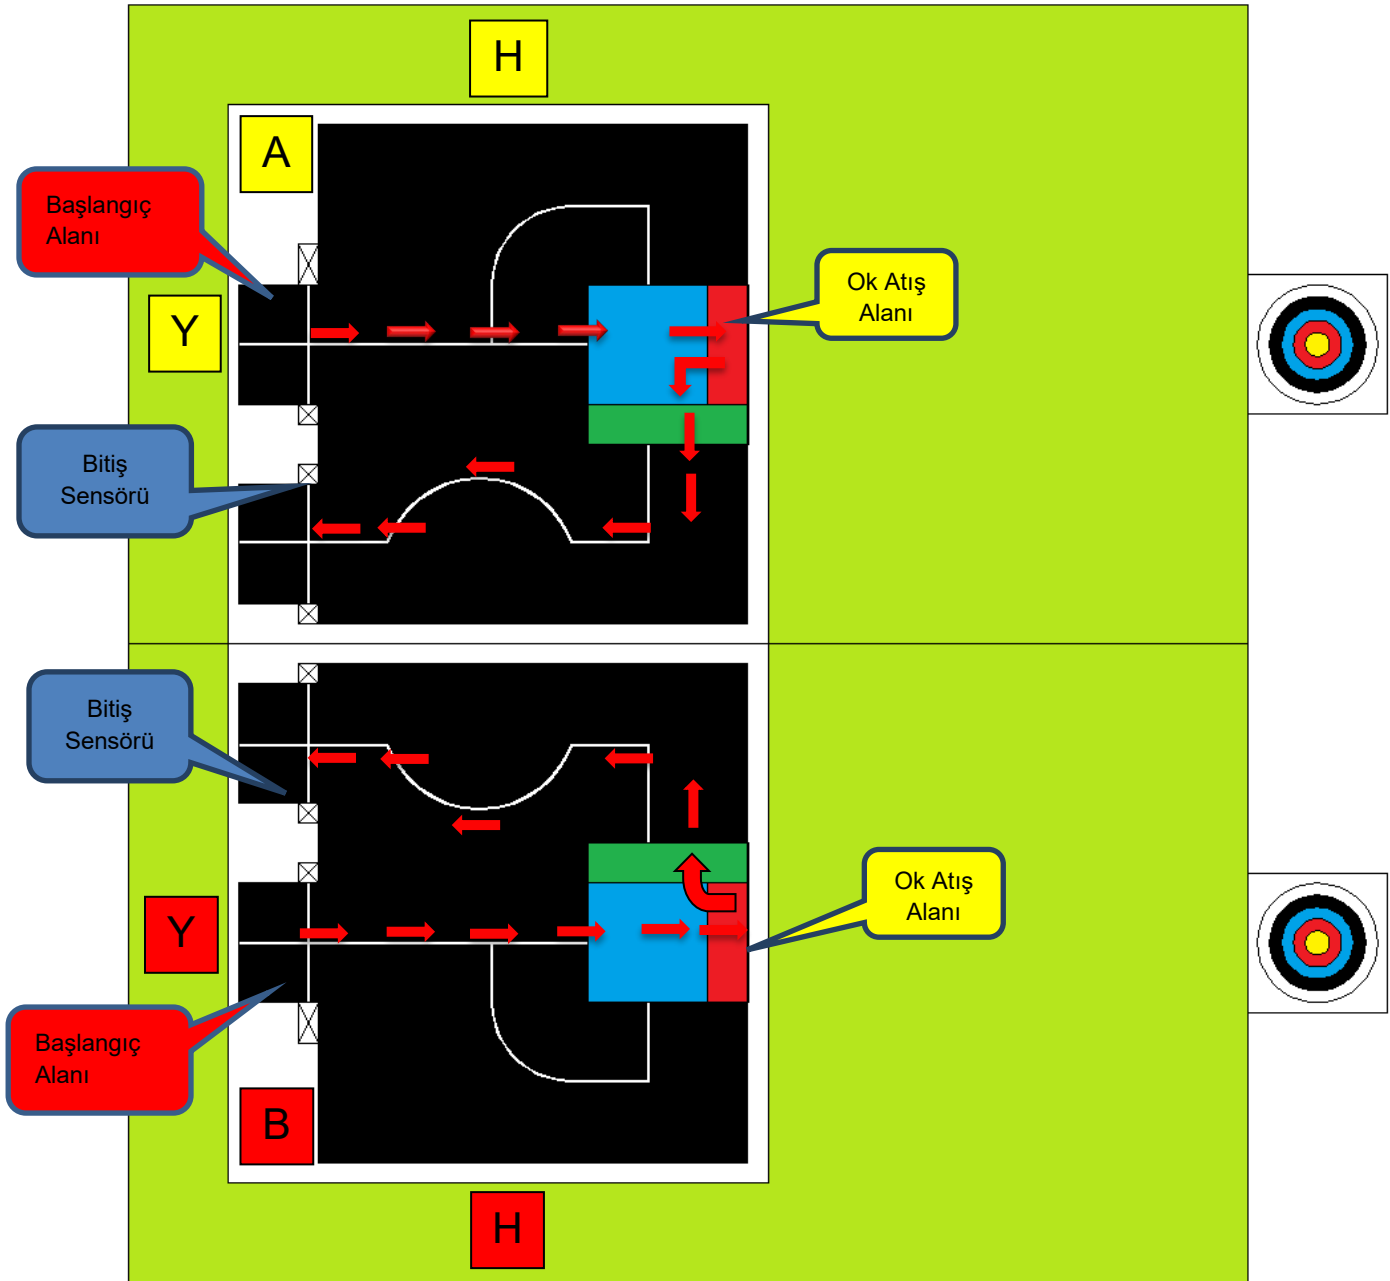 H
A
Başlangıç
Alanı
Ok Atış
Alanı
Y
Bitiş
Sensörü
Bitiş
Sensörü
Ok Atış
Alanı
Y
Başlangıç
Alanı
B
H